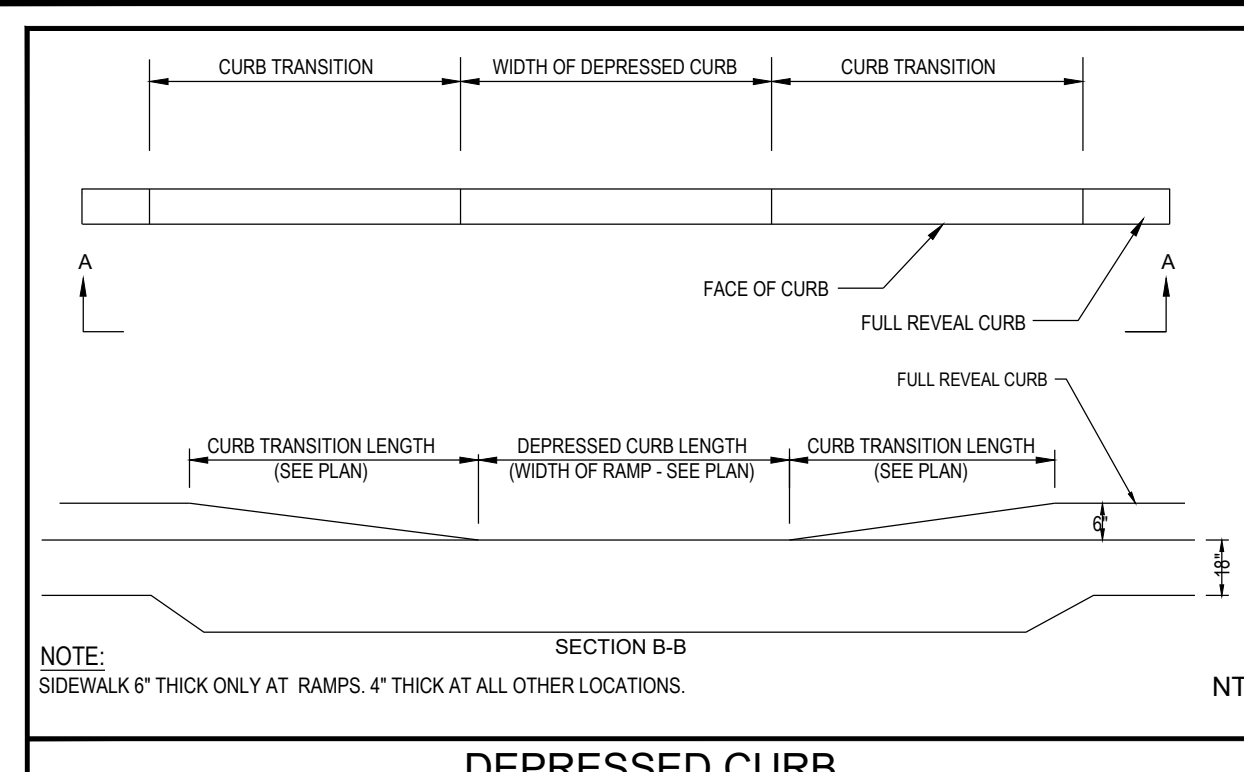 CURB TRANSITION
WIDTH OF DEPRESSED CURB
CURB TRANSITION
A
A
FACE OF CURB
FULL REVEAL CURB
FULL REVEAL CURB
CURB TRANSITION LENGTH
(SEE PLAN)
DEPRESSED CURB LENGTH
(WIDTH OF RAMP - SEE PLAN)
CURB TRANSITION LENGTH
(SEE PLAN)
6"
18"
SECTION B-B
NOTE:
SIDEWALK 6" THICK ONLY AT RAMPS. 4" THICK AT ALL OTHER LOCATIONS.
NT
DEPRESSED CURB